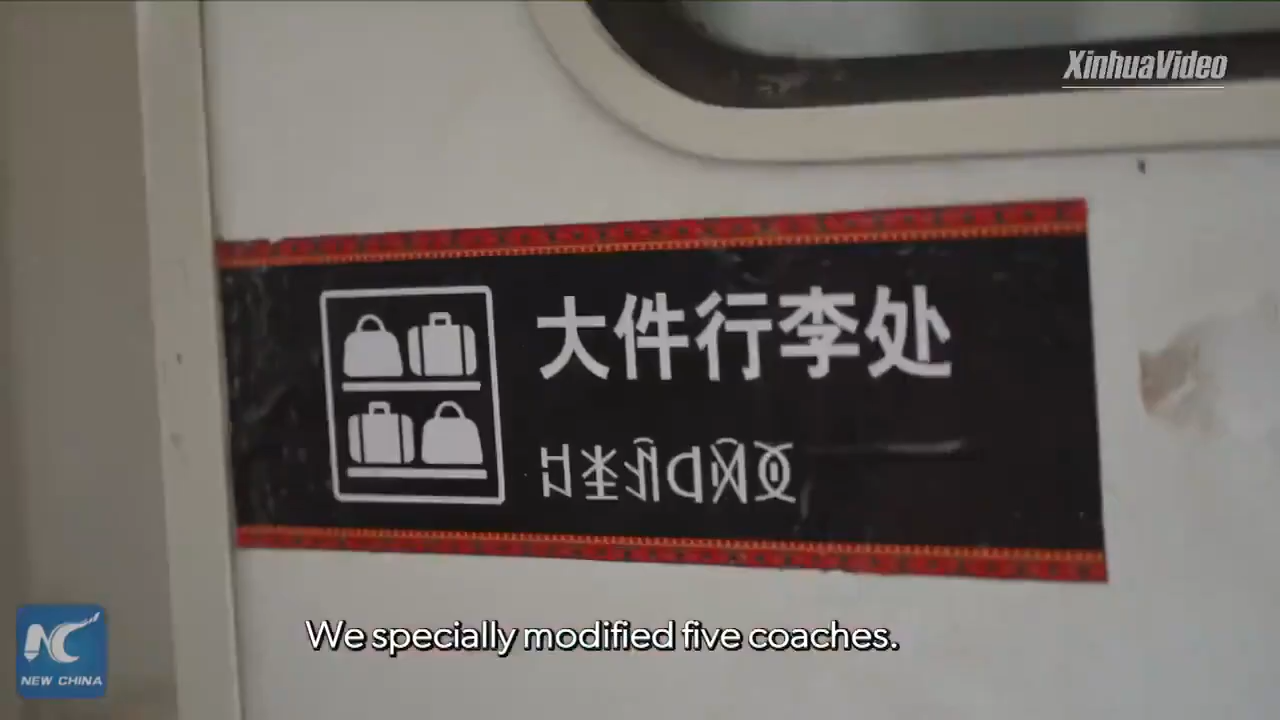 XinhuaVideo
大件行李处
We specially modified five coaches.
NC
NEW CHINA